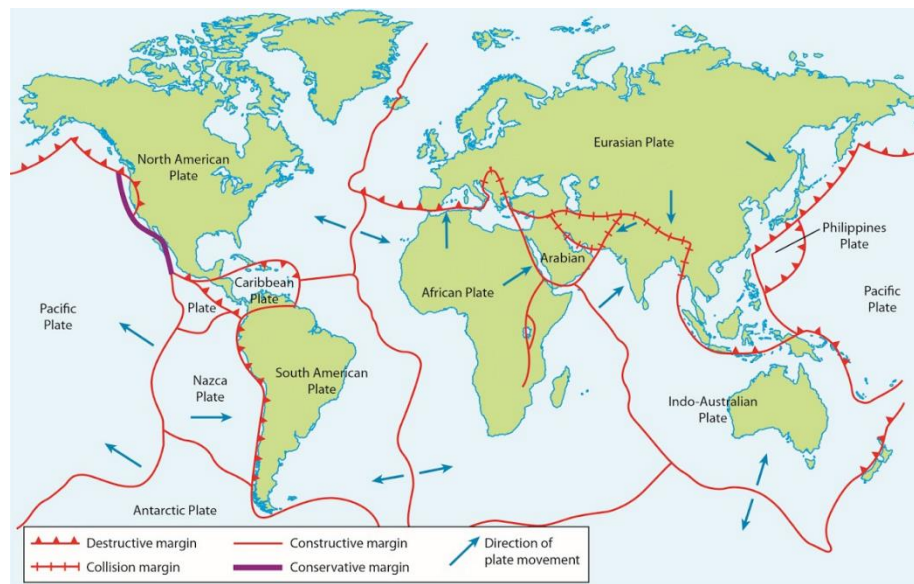 North American
Plate
Eurasian Plate
Philippines
Plate
Caribbean
Plate
Arabian
African Plate
Pacific
Plate
Plate
Pacific
Plate
South American
Plate
Nazca
Plate
Indo-Australian
Plate
Antarctic Plate
Destructive margin
Constructive margin
Direction of
plate movement
Collision margin
Conservative margin